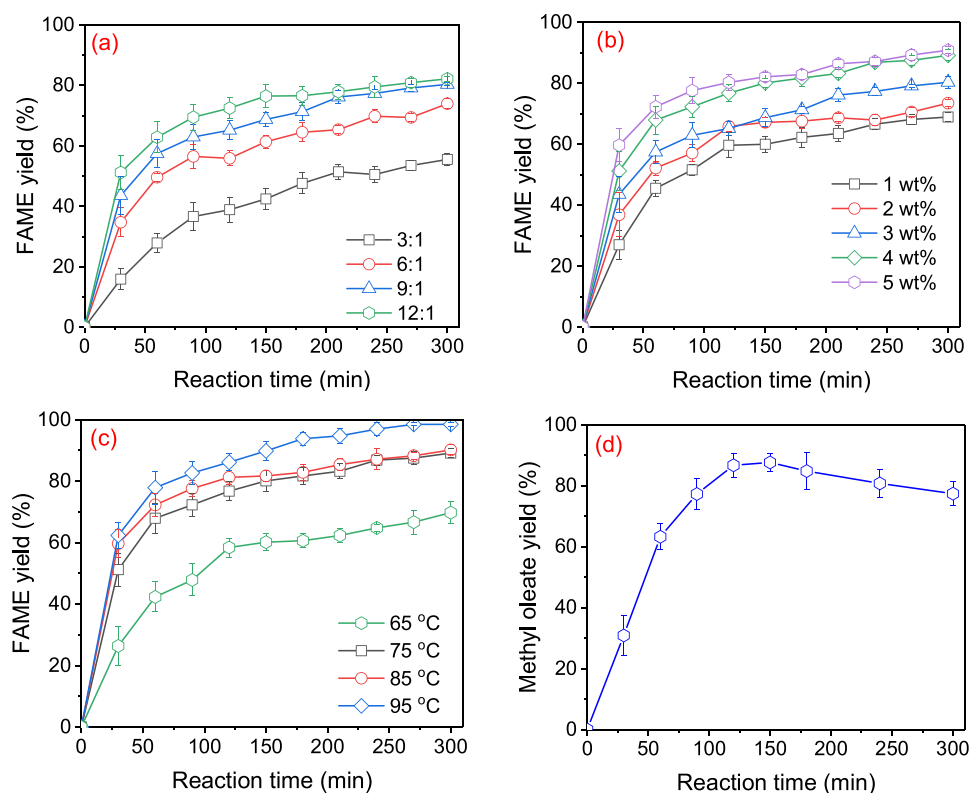 (a)
FAME yield (%)
100
80
60
40
20
0
0 50 100 150 200 250 300
Reaction time (min)
3:1
6:1
9:1
12:1
(b)
FAME yield (%)
100
80
60
40
20
0
0 50 100 150 200 250 300
Reaction time (min)
1 wt%
2 wt%
3 wt%
4 wt%
5 wt%
(c)
FAME yield (%)
100
80
60
40
20
0
0 50 100 150 200 250 300
Reaction time (min)
65 °C
75 °C
85 °C
95 °C
(d)
Methyl oleate yield (%)
100
80
60
40
20
0
0 50 100 150 200 250 300
Reaction time (min)